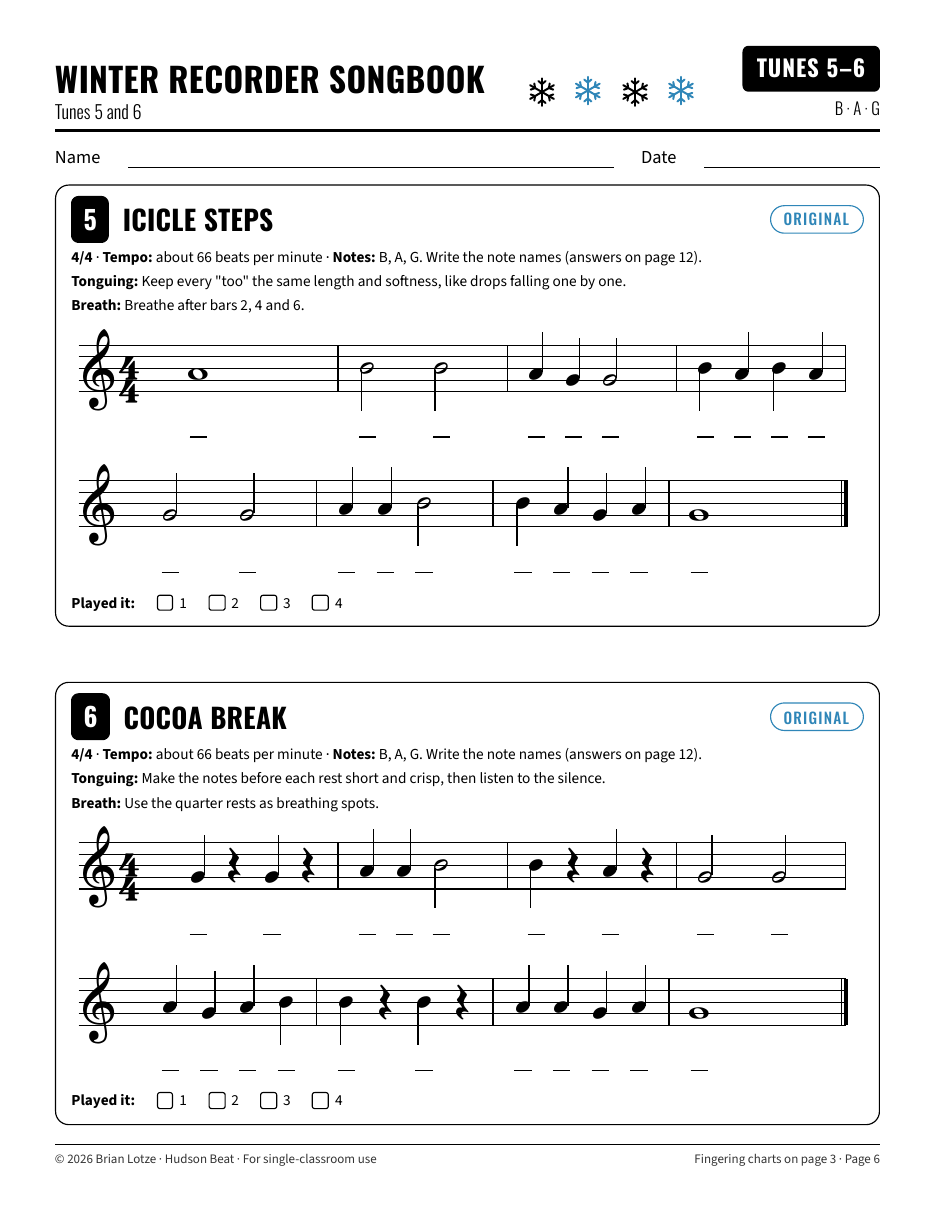 WINTER RECORDER SONGBOOK
Tunes 5 and 6
TUNES 5–6
B · A · G
Name
Date
5 ICICLE STEPS
ORIGINAL
4/4 · Tempo: about 66 beats per minute · Notes: B, A, G. Write the note names (answers on page 12).
Tonguing: Keep every "too" the same length and softness, like drops falling one by one.
Breath: Breathe after bars 2, 4 and 6.
4
4
Played it: 1 2 3 4
6 COCOA BREAK
ORIGINAL
4/4 · Tempo: about 66 beats per minute · Notes: B, A, G. Write the note names (answers on page 12).
Tonguing: Make the notes before each rest short and crisp, then listen to the silence.
Breath: Use the quarter rests as breathing spots.
4
4
Played it: 1 2 3 4
© 2026 Brian Lotze · Hudson Beat · For single-classroom use
Fingering charts on page 3 · Page 6